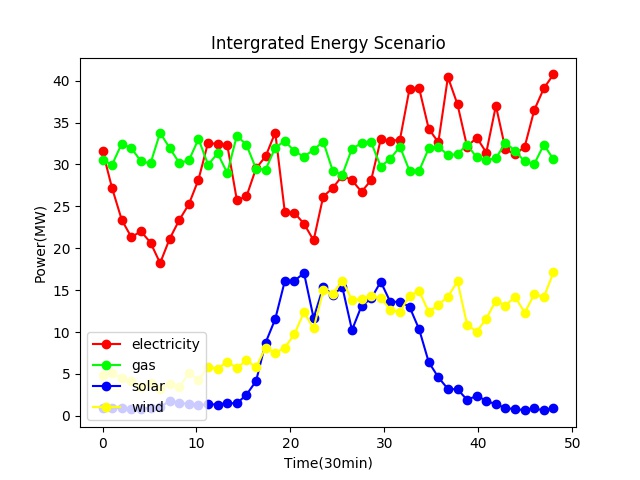 Intergrated Energy Scenario
Power(MW)
40
35
30
25
20
15
10
5
0
electricity
gas
solar
wind
0 10 20 30 40 50
Time(30min)